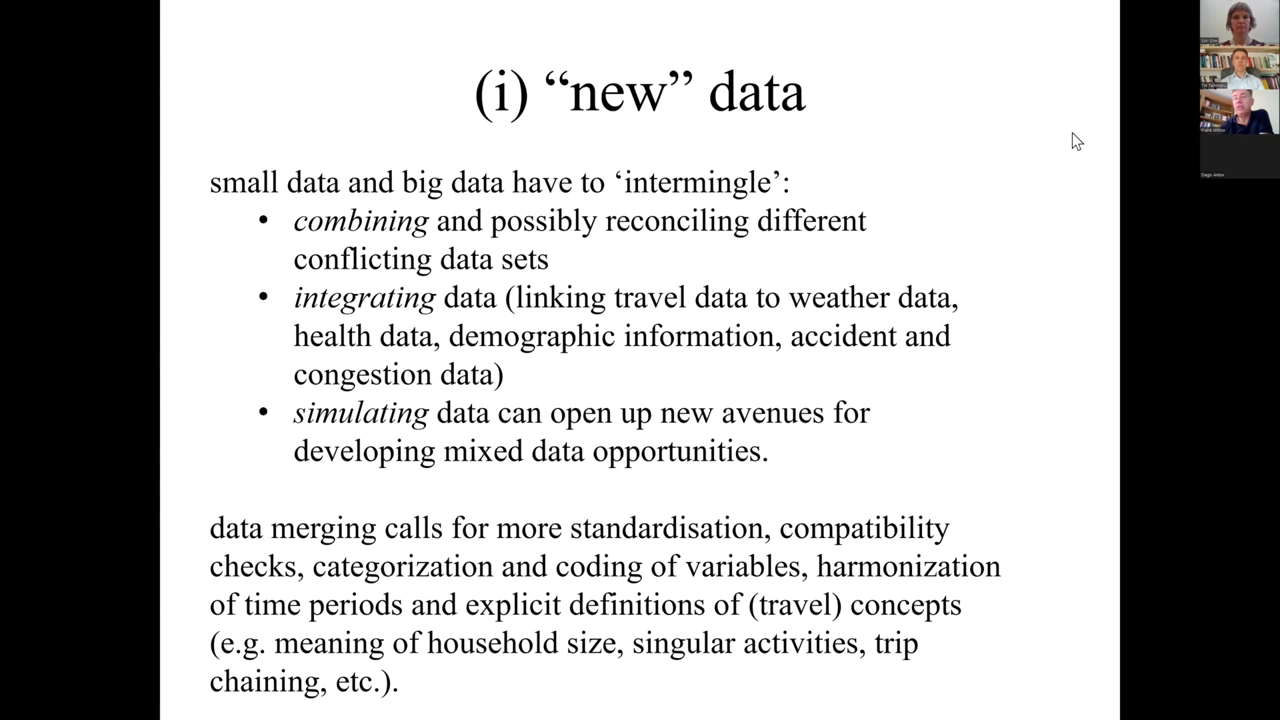 (i) “new” data
small data and big data have to ‘intermingle’:
• combining and possibly reconciling different
conflicting data sets
• integrating data (linking travel data to weather data,
health data, demographic information, accident and
congestion data)
• simulating data can open up new avenues for
developing mixed data opportunities.
data merging calls for more standardisation, compatibility
checks, categorization and coding of variables, harmonization
of time periods and explicit definitions of (travel) concepts
(e.g. meaning of household size, singular activities, trip
chaining, etc.).
Dago Antov